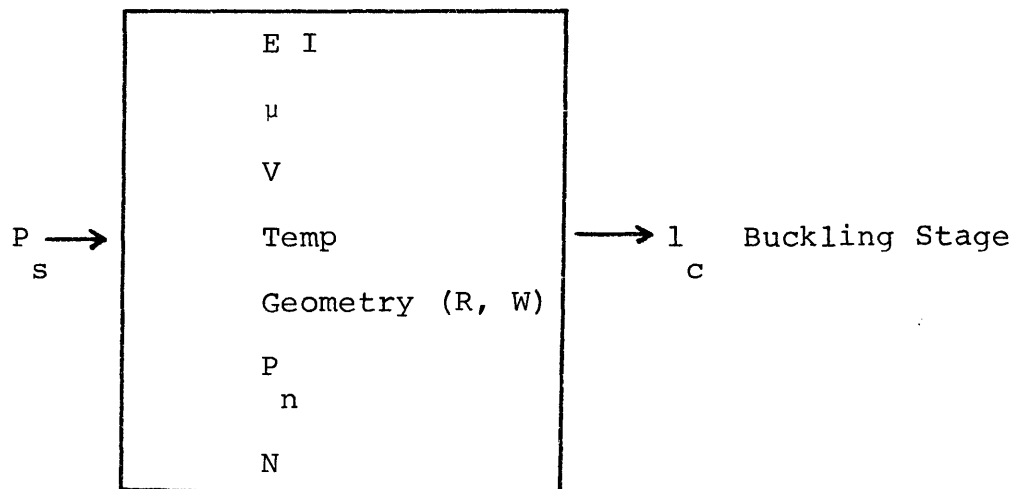 E I
μ
V
P
s
Temp
l
c
Buckling Stage
Geometry (R, W)
P
n
N